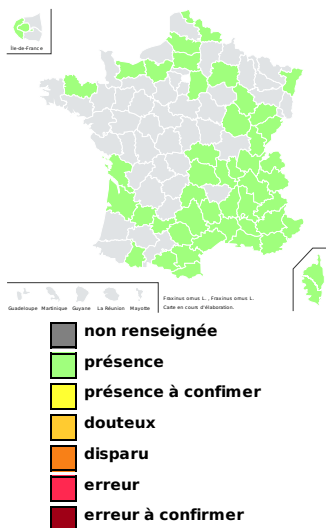 Île-de-France
Guadeloupe Martinique Guyane La Réunion Mayotte
Fraxinus ornus L. , Fraxinus ornus L.
Carte en cours d'élaboration.
non renseignée
présence
présence à confimer
douteux
disparu
erreur
erreur à confirmer